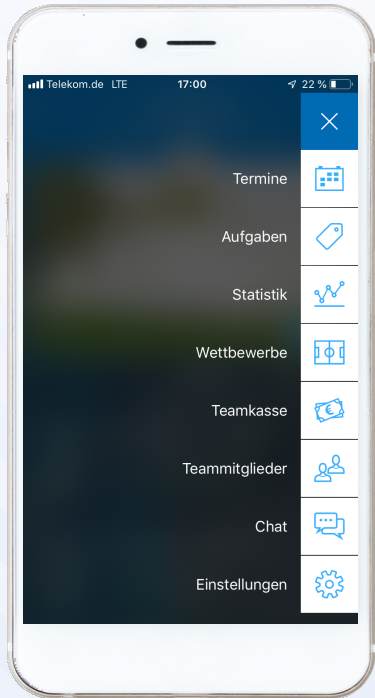 Telekom.de LTE 17:00 22 %
Termine
Aufgaben
Statistik
Wettbewerbe
Teamkasse
Teammitglieder
Chat
Einstellungen